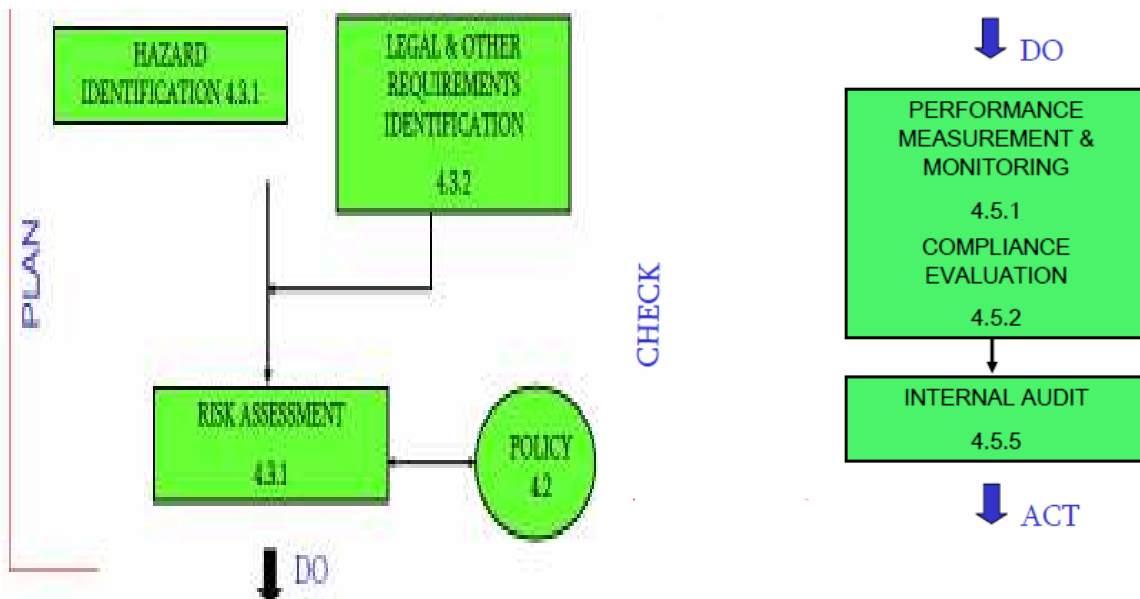 HAZARD
IDENTIFICATION 4.3.1
LEGAL & OTHER
REQUIREMENTS
IDENTIFICATION
4.3.2
PLAN
RISK ASSESSMENT
4.3.1
POLICY
4.2
DO
DO
PERFORMANCE
MEASUREMENT &
MONITORING
4.5.1
COMPLIANCE
EVALUATION
4.5.2
CHECK
INTERNAL AUDIT
4.5.5
ACT